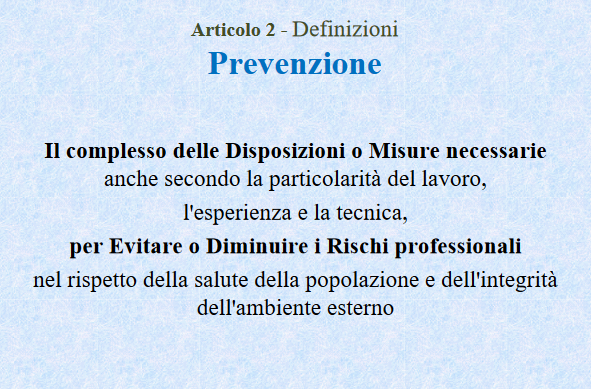 Articolo 2 - Definizioni
Prevenzione
Il complesso delle Disposizioni o Misure necessarie
anche secondo la particolarità del lavoro,
l'esperienza e la tecnica,
per Evitare o Diminuire i Rischi professionali
nel rispetto della salute della popolazione e dell'integrità
dell'ambiente esterno